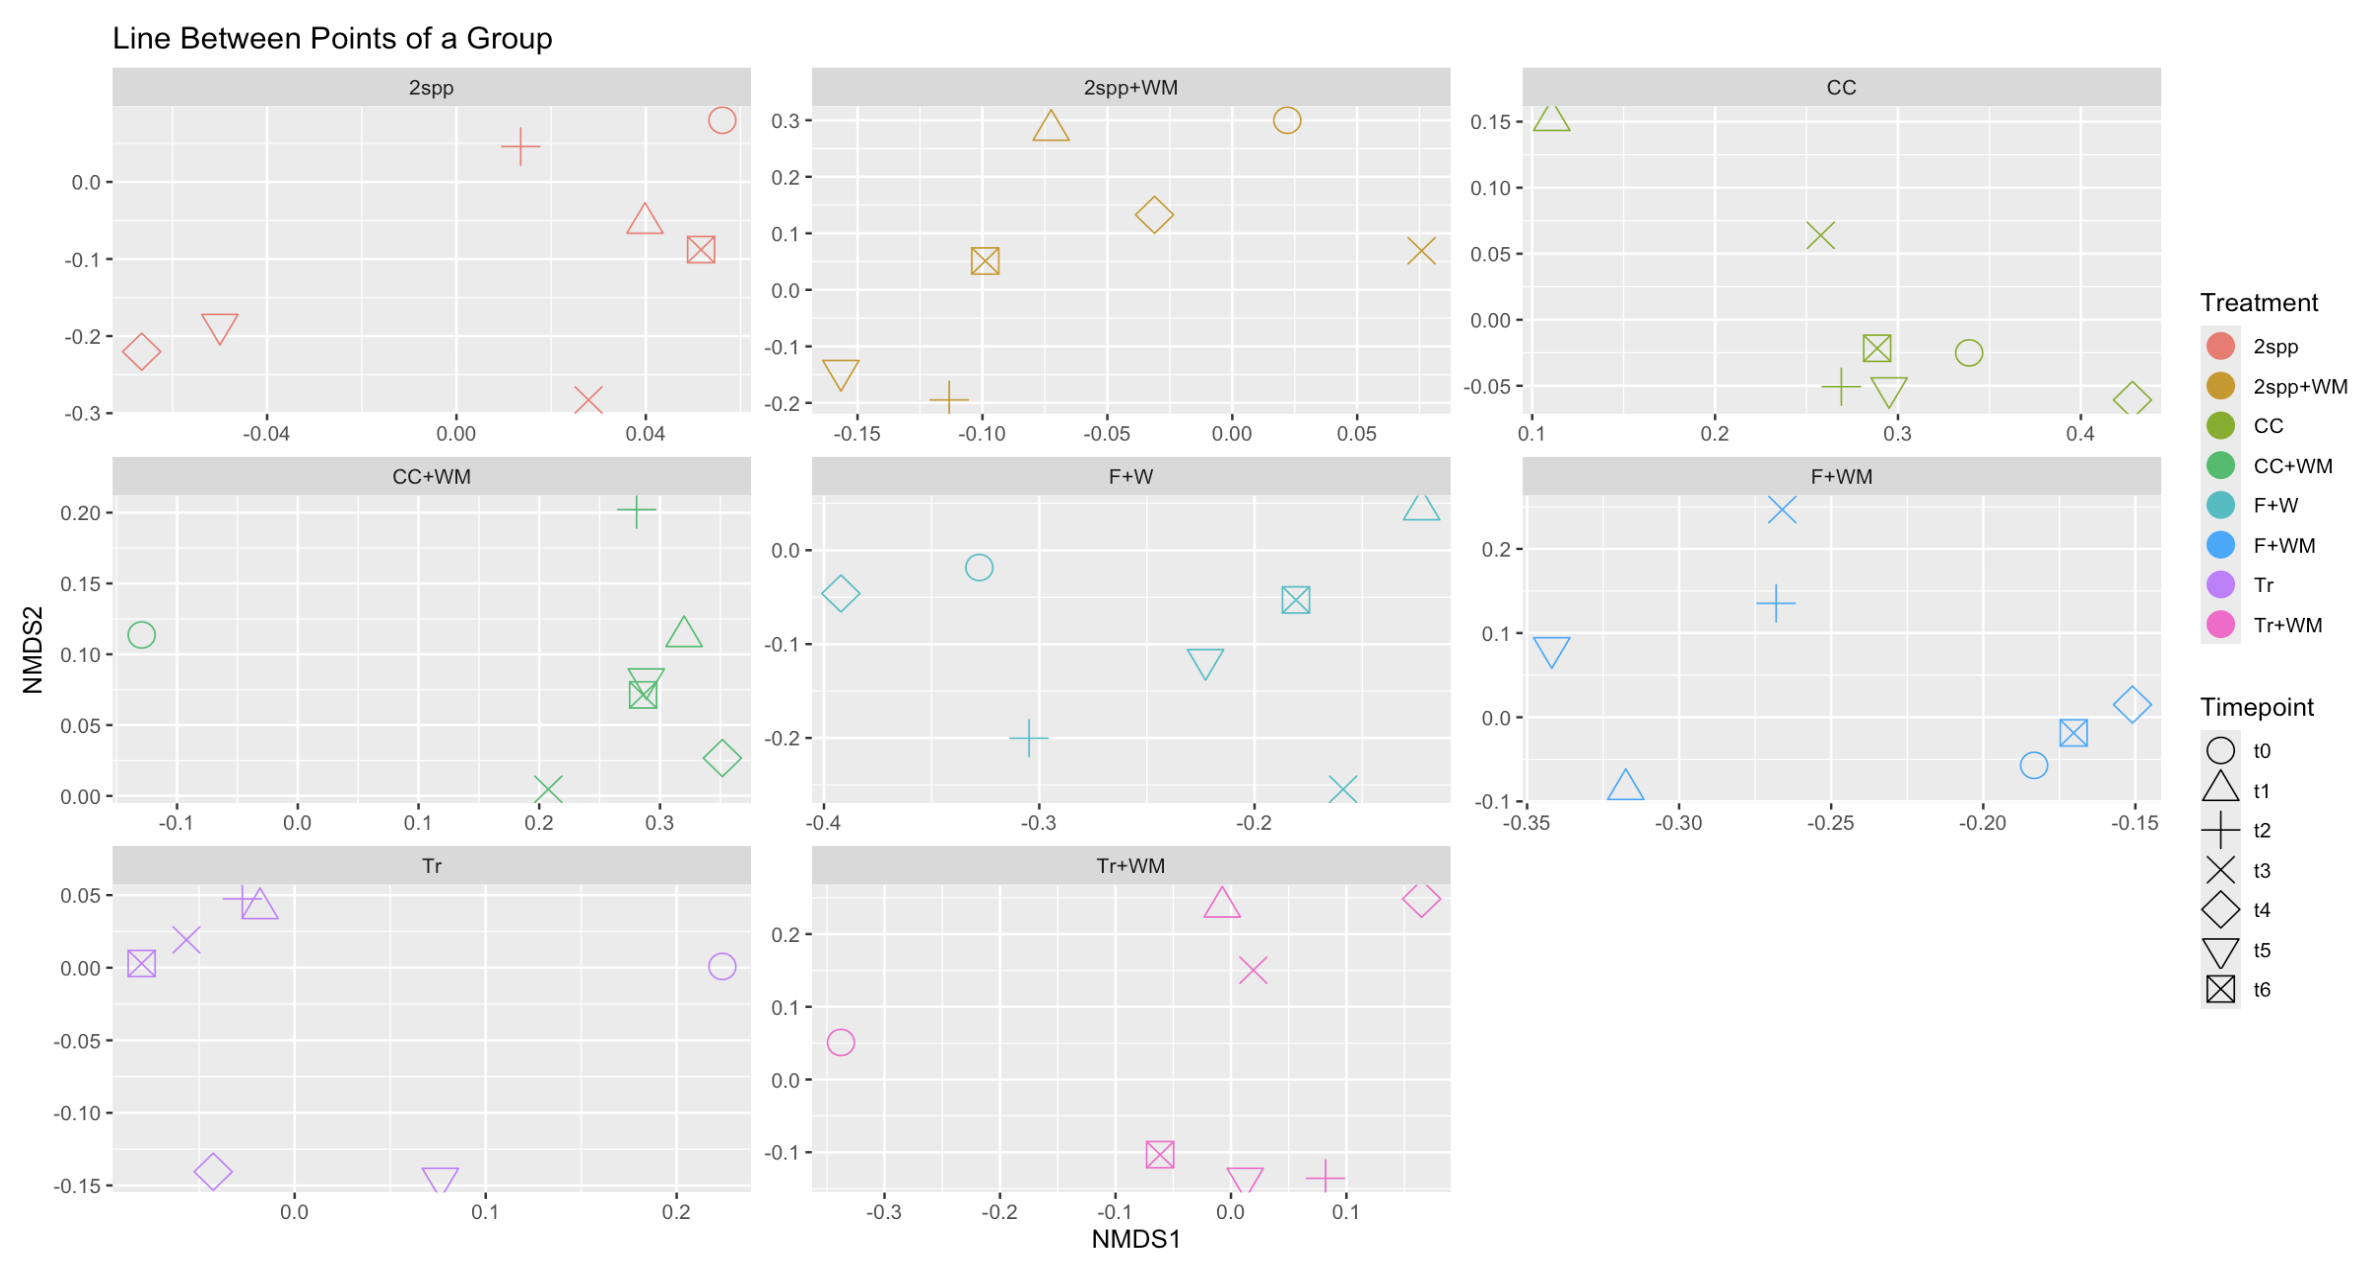 Line Between Points of a Group
2spp
2spp+WM
CC
0.0
-0.1
-0.2
-0.3
-0.04
0.00
0.04
0.3
0.2
0.1
0.0
-0.1
-0.2
-0.15
-0.10
-0.05
0.00
0.05
0.15
0.10
0.05
0.00
-0.05
0.1
0.2
0.3
0.4
CC+WM
F+W
F+WM
0.20
0.15
0.10
0.05
0.00
-0.1
0.0
0.1
0.2
0.3
0.0
-0.1
-0.2
-0.4
-0.3
-0.2
0.2
0.1
0.0
-0.1
-0.35
-0.30
-0.25
-0.20
-0.15
Tr
Tr+WM
0.05
0.00
-0.05
-0.10
-0.15
0.0
0.1
0.2
0.2
0.1
0.0
-0.1
-0.3
-0.2
-0.1
0.0
0.1
NMDS2
NMDS1
Treatment
2spp
2spp+WM
CC
CC+WM
F+W
F+WM
Tr
Tr+WM
Timepoint
t0
t1
t2
t3
t4
t5
t6